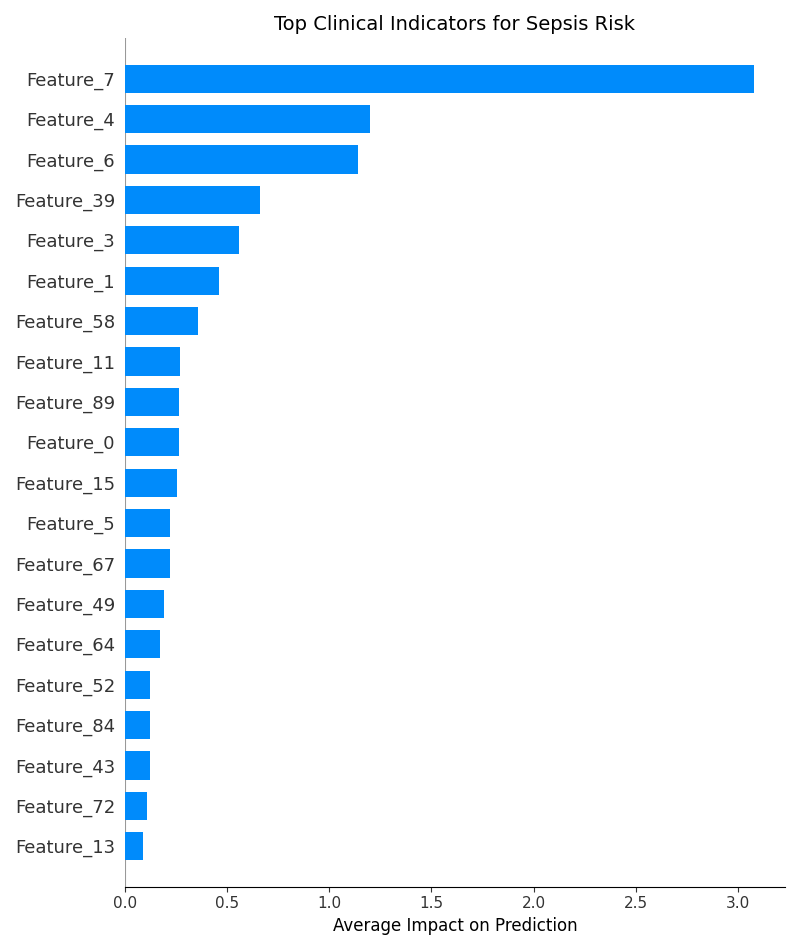 Top Clinical Indicators for Sepsis Risk
Feature_7
Feature_4
Feature_6
Feature_39
Feature_3
Feature_1
Feature_58
Feature_11
Feature_89
Feature_0
Feature_15
Feature_5
Feature_67
Feature_49
Feature_64
Feature_52
Feature_84
Feature_43
Feature_72
Feature_13
0.0 0.5 1.0 1.5 2.0 2.5 3.0
Average Impact on Prediction